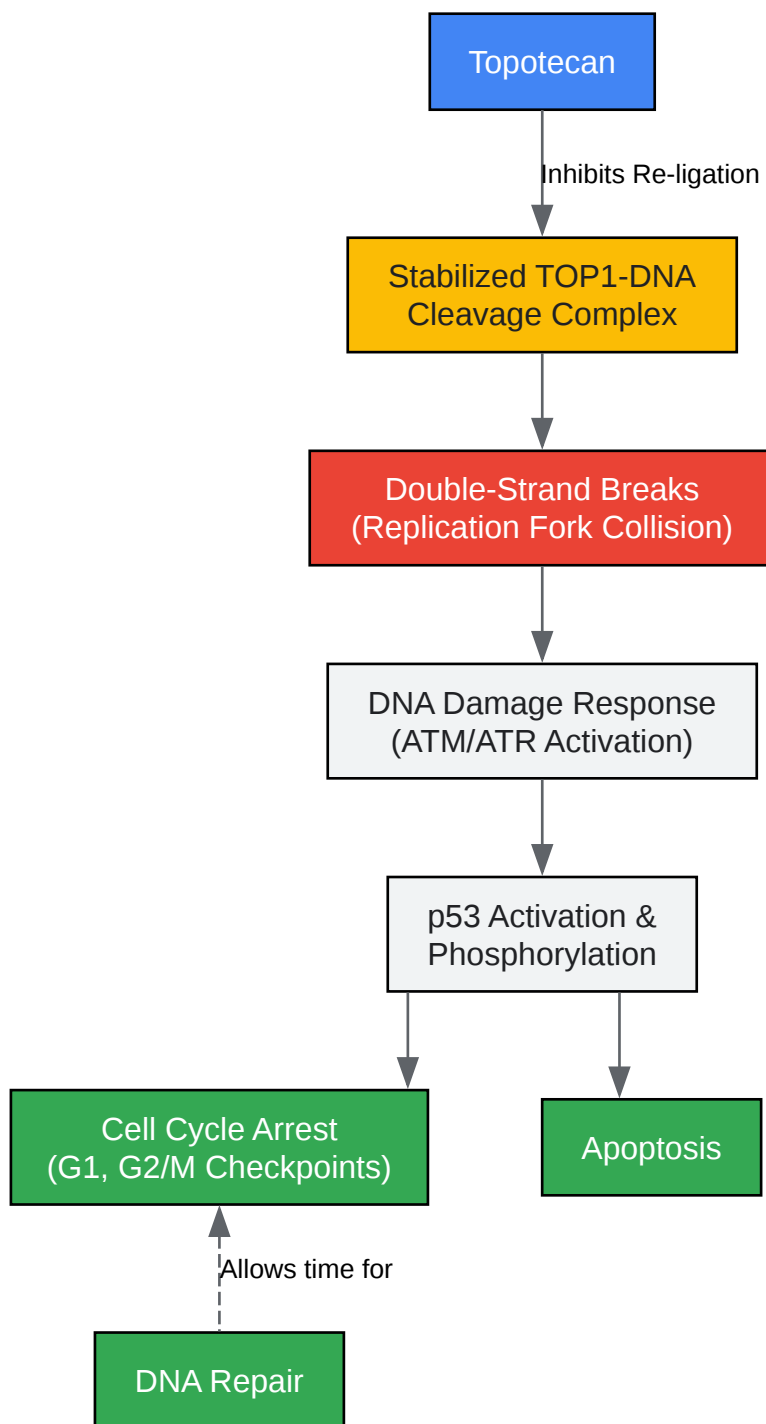 Topotecan
Inhibits Re-ligation
Stabilized TOP1-DNA
Cleavage Complex
Double-Strand Breaks
(Replication Fork Collision)
DNA Damage Response
(ATM/ATR Activation)
p53 Activation &
Phosphorylation
Cell Cycle Arrest
(G1, G2/M Checkpoints)
Apoptosis
Allows time for
DNA Repair